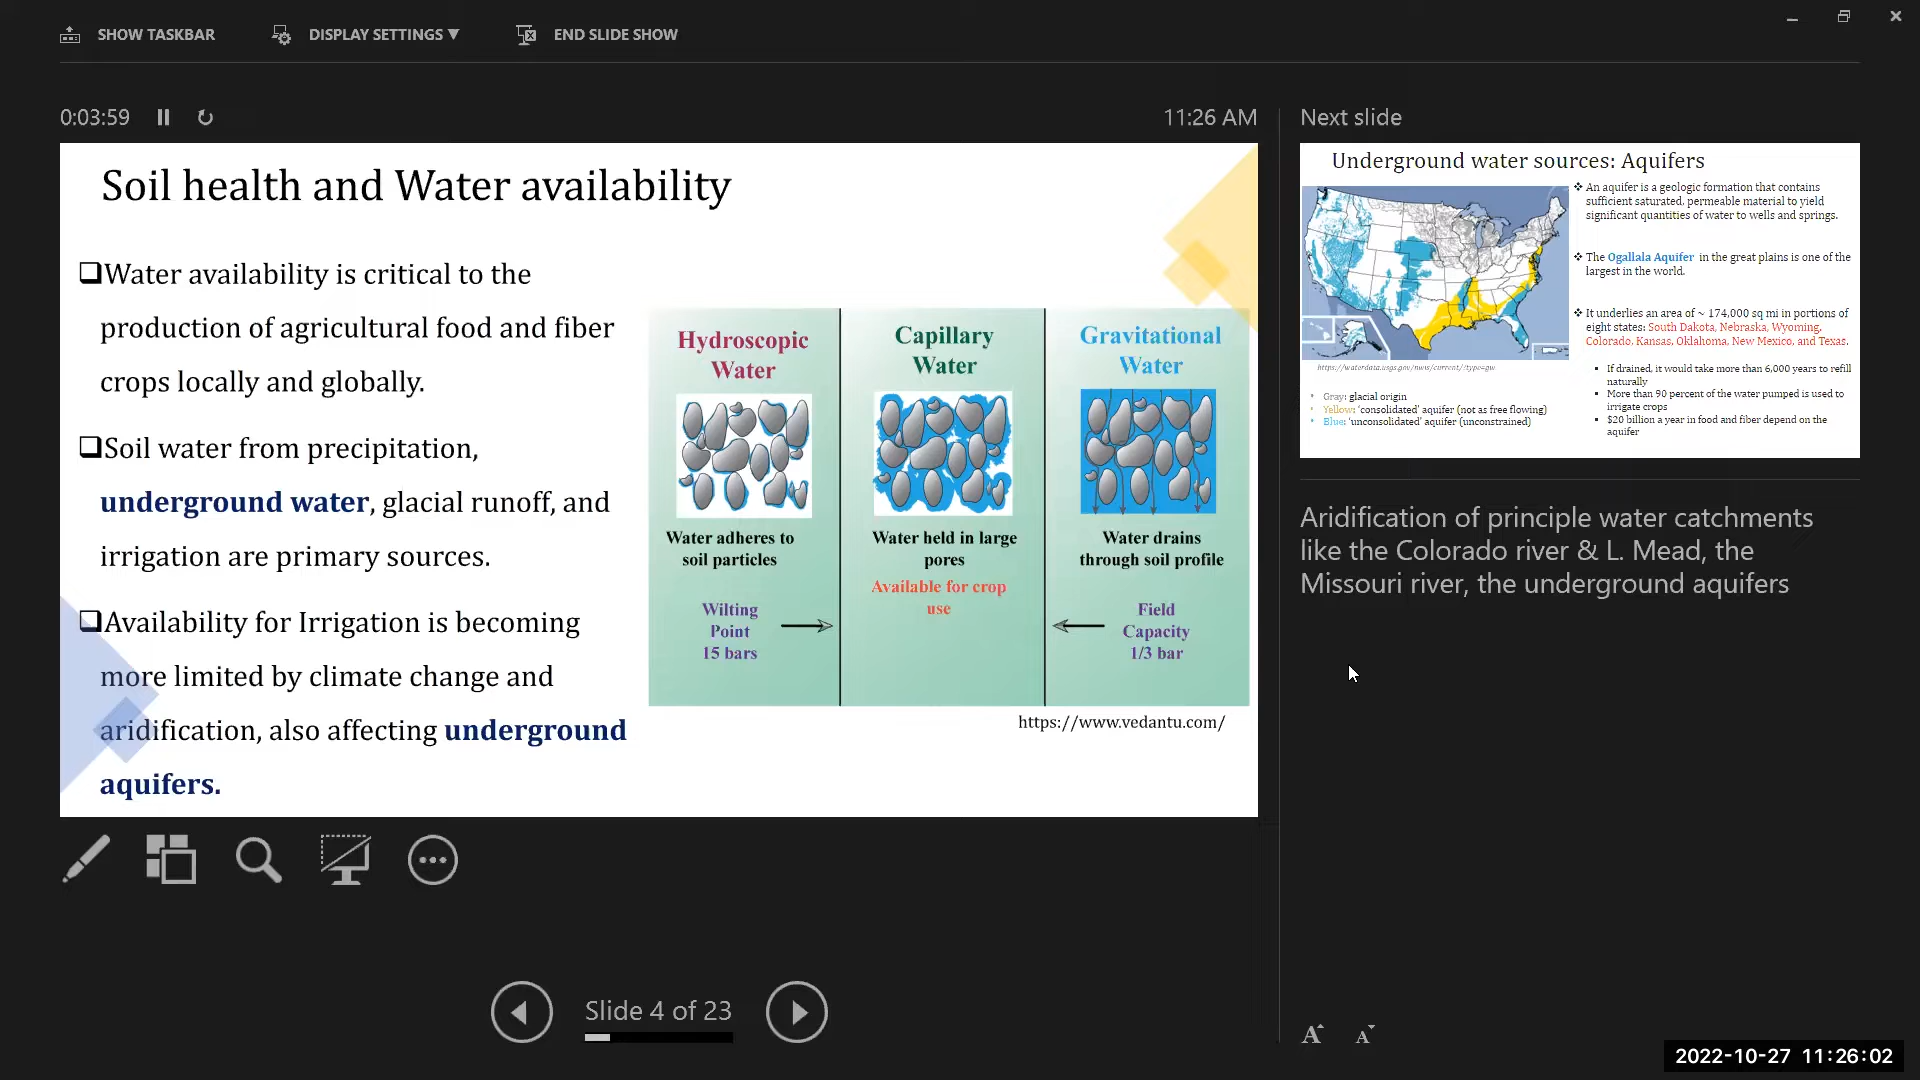 SHOW TASKBAR
DISPLAY SETTINGS ▼
END SLIDE SHOW
0:03:59
11:26 AM
Soil health and Water availability
❑Water availability is critical to the
production of agricultural food and fiber
crops locally and globally.
❑Soil water from precipitation,
underground water, glacial runoff, and
irrigation are primary sources.
❑Availability for Irrigation is becoming
more limited by climate change and
aridification, also affecting underground
aquifers.
Hydroscopic
Water
Water adheres to
soil particles
Wilting
Point
15 bars
Capillary
Water
Water held in large
pores
Available for crop
use
Gravitational
Water
Water drains
through soil profile
Field
Capacity
1/3 bar
https://www.vedantu.com/
Slide 4 of 23
Next slide
Underground water sources: Aquifers
https://waterdata.usgs.gov/nwis/current/?type=gw
• Gray: glacial origin
• Yellow: ‘consolidated’ aquifer (not as free flowing)
• Blue: ‘unconsolidated’ aquifer (unconstrained)
❖ An aquifer is a geologic formation that contains
sufficient saturated, permeable material to yield
significant quantities of water to wells and springs.
❖ The Ogallala Aquifer in the great plains is one of the
largest in the world.
❖ It underlies an area of ~ 174,000 sq mi in portions of
eight states: South Dakota, Nebraska, Wyoming,
Colorado, Kansas, Oklahoma, New Mexico, and Texas.
▪ If drained, it would take more than 6,000 years to refill
naturally
▪ More than 90 percent of the water pumped is used to
irrigate crops
▪ $20 billion a year in food and fiber depend on the
aquifer
Aridification of principle water catchments
like the Colorado river & L. Mead, the
Missouri river, the underground aquifers
A A
2022-10-27 11:26:02